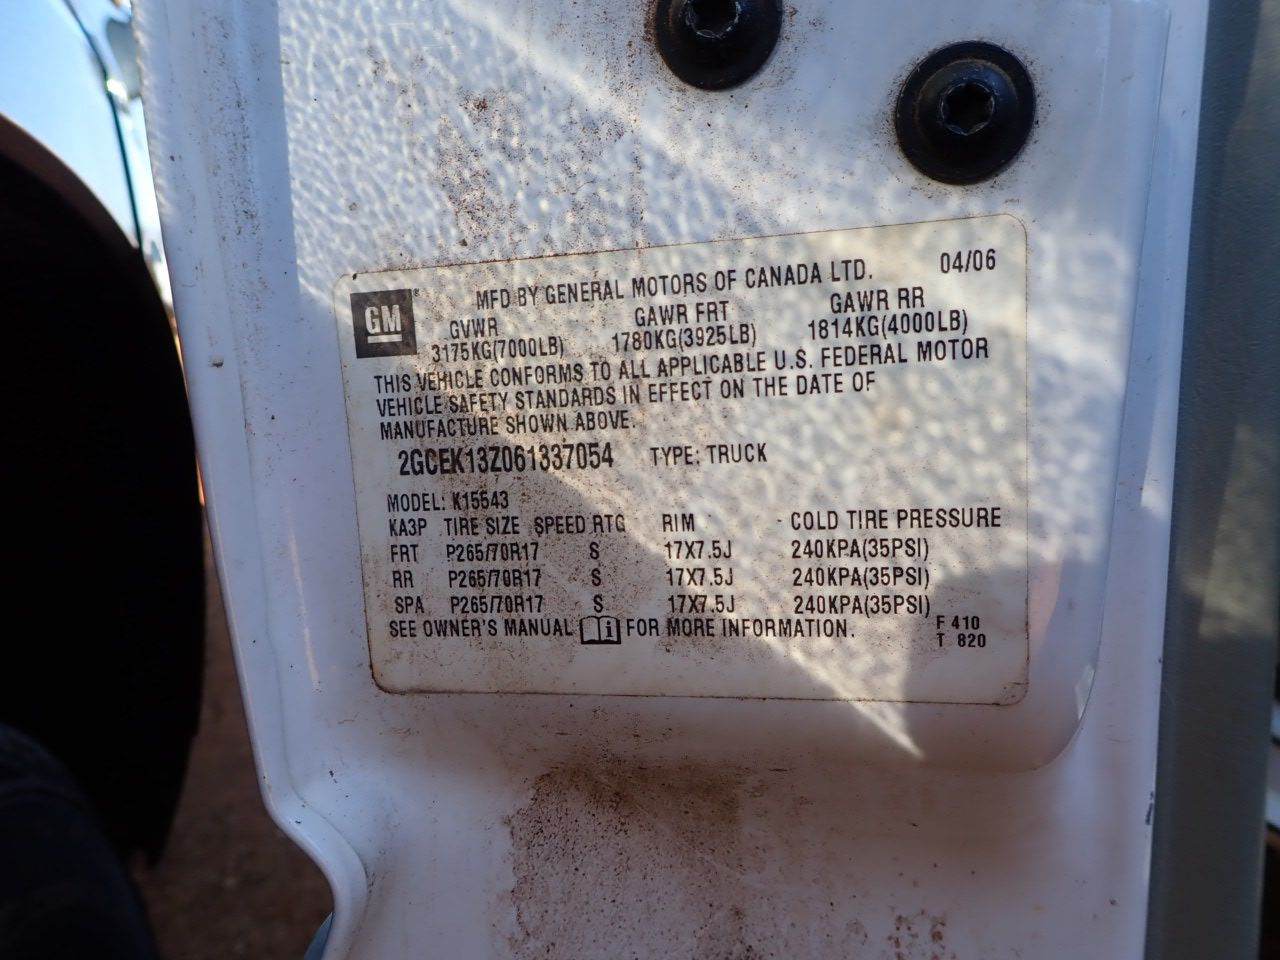 MFD BY GENERAL MOTORS OF CANADA LTD. 04/06
GM
GVWR GAWR FRT GAWR RR
3175KG(7000LB) 1780KG(3925LB) 1814KG(4000LB)
THIS VEHICLE CONFORMS TO ALL APPLICABLE U.S. FEDERAL MOTOR
VEHICLE SAFETY STANDARDS IN EFFECT ON THE DATE OF
MANUFACTURE SHOWN ABOVE.
2GCEK13Z061337054 TYPE: TRUCK
MODEL: K15543
KA3P TIRE SIZE SPEED RTG RIM COLD TIRE PRESSURE
FRT P265/70R17 S 17X7.5J 240KPA(35PSI)
RR P265/70R17 S 17X7.5J 240KPA(35PSI)
SPA P265/70R17 S 17X7.5J 240KPA(35PSI)
SEE OWNER'S MANUAL i FOR MORE INFORMATION. F 410
T 820